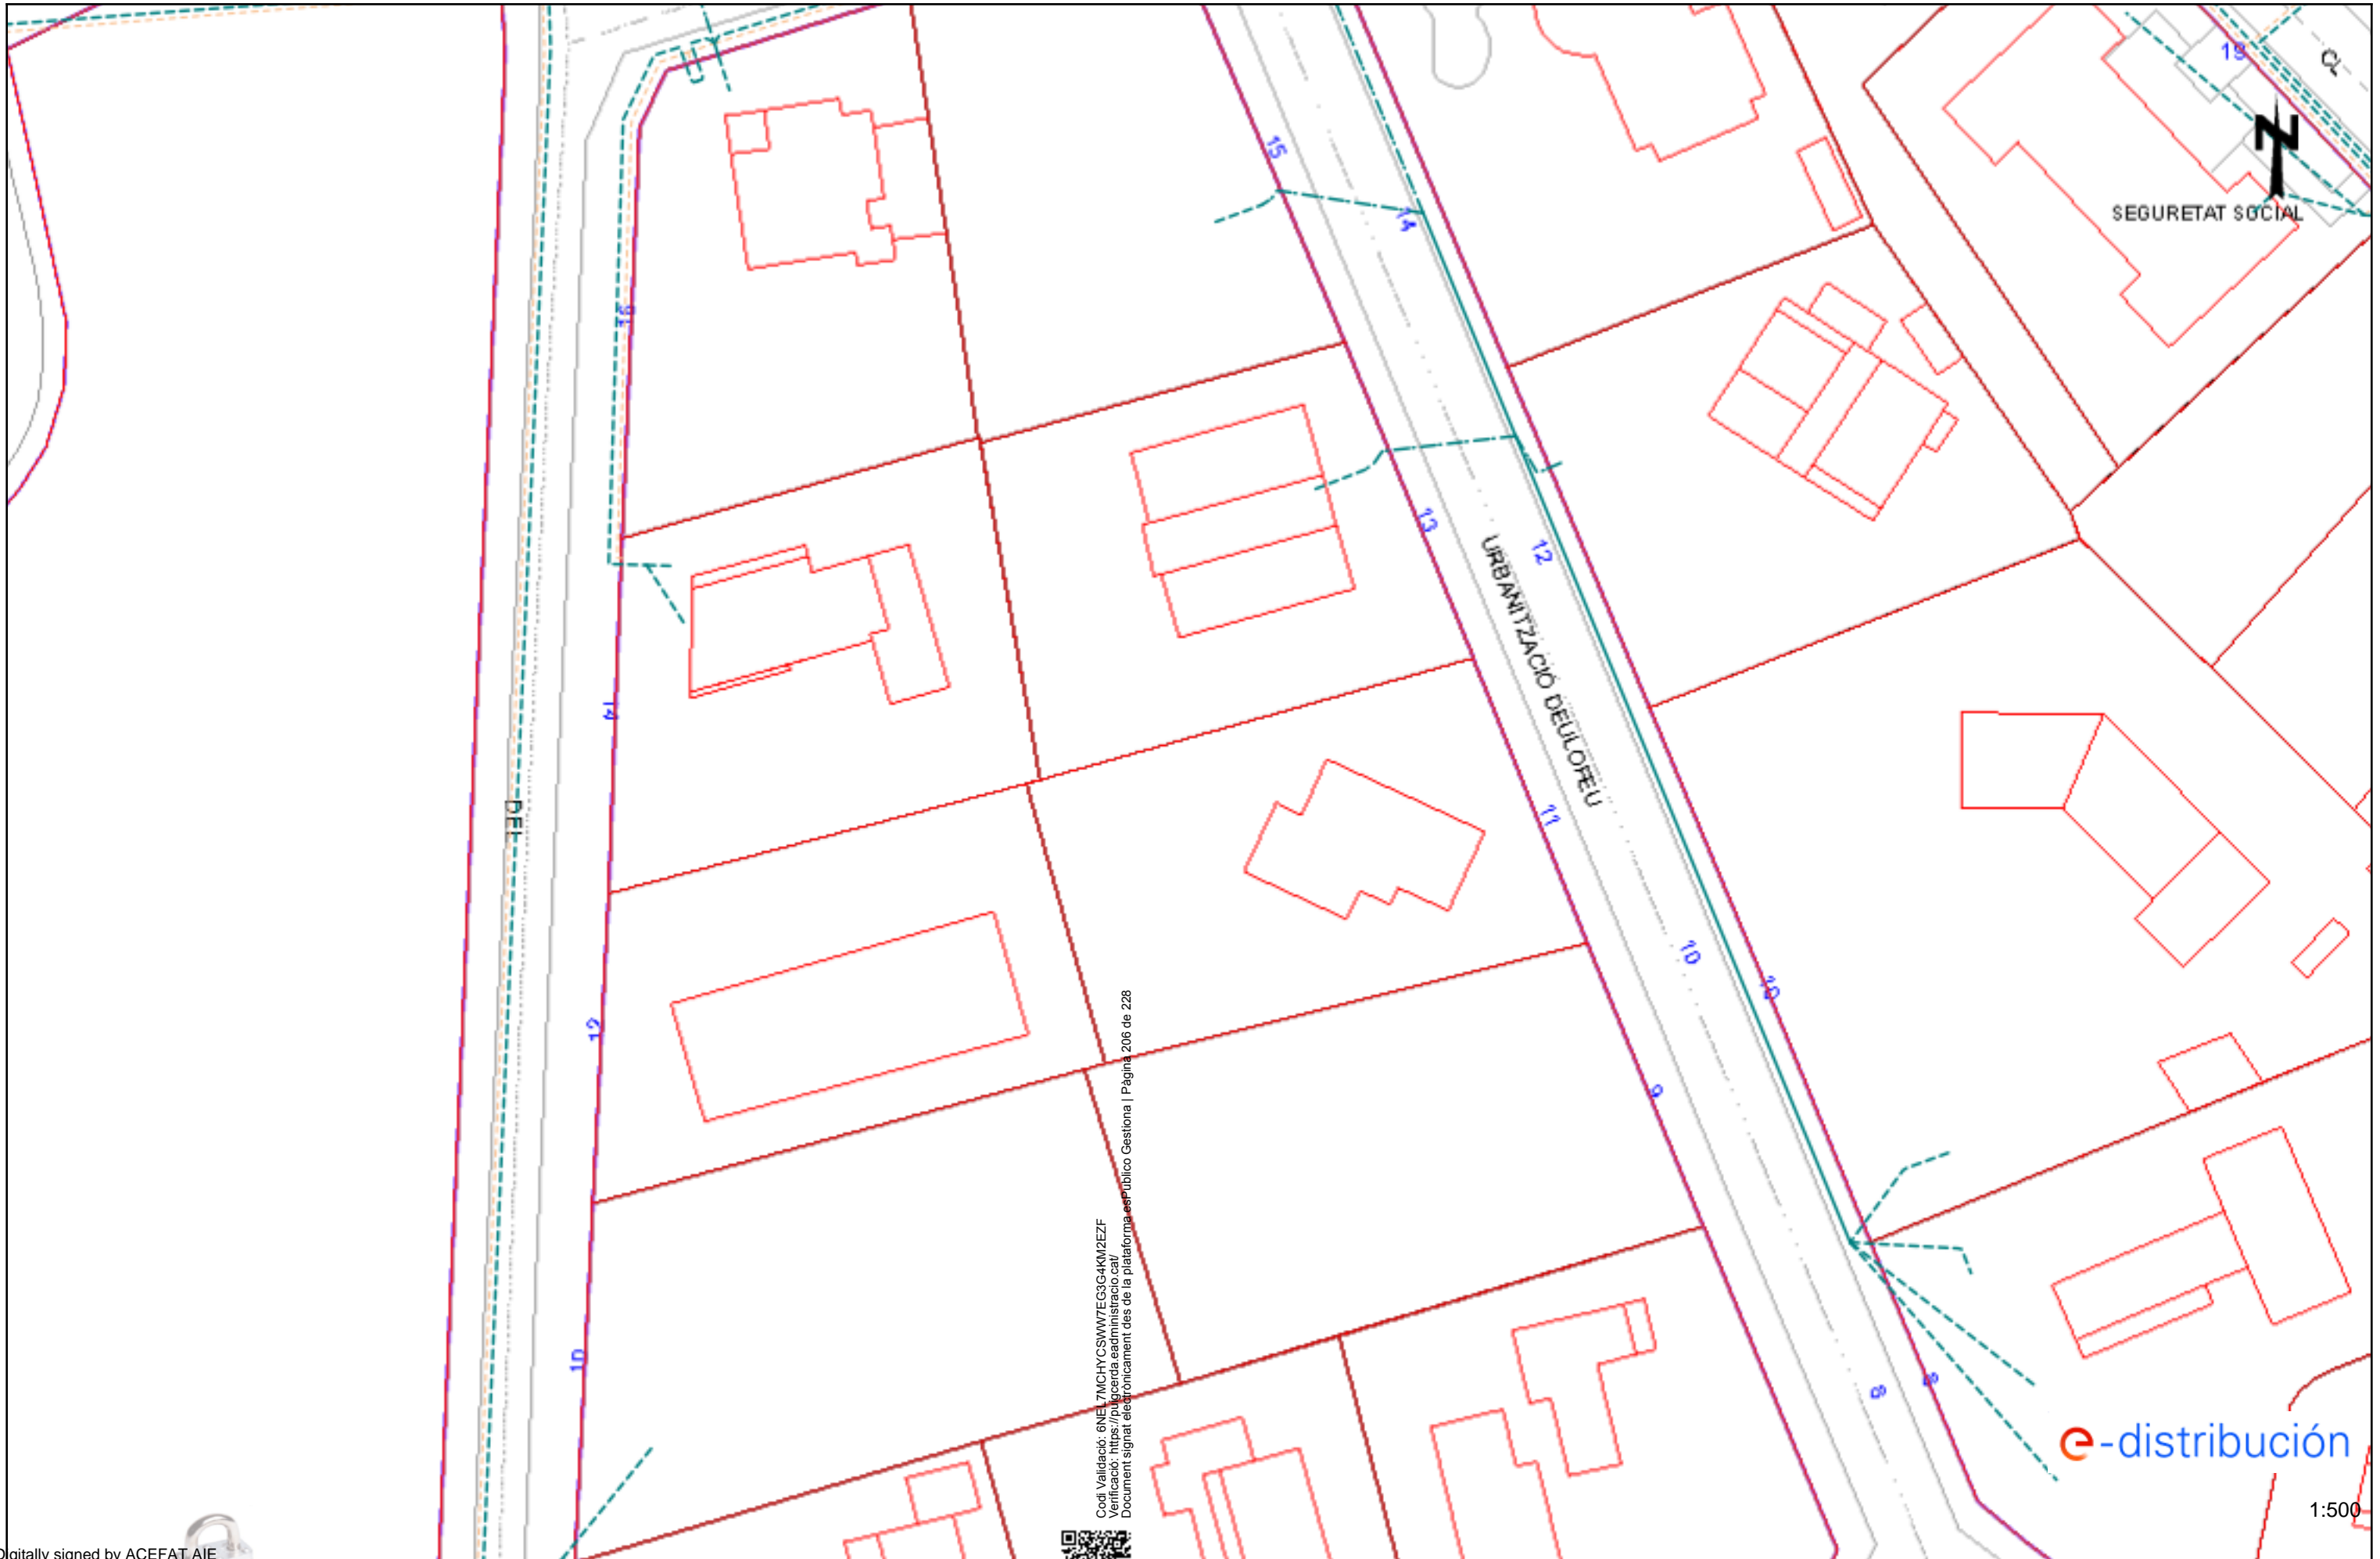 19
CL
SEGURETAT SOCIAL
15
14
16
13
12
URBANITZACIÓ DEULOFEU
14
DEL
11
10
10
12
9
10
8
8
Codi Validació: 6NEL7MCHYCSWW7EG3G4KM2EZF
Verificació: https://puigcerda.eadministracio.cat/
Document signat electrònicament des de la plataforma esPublico Gestiona | Pàgina 206 de 228
e-distribución
1:500
Digitally signed by ACEFAT AIE